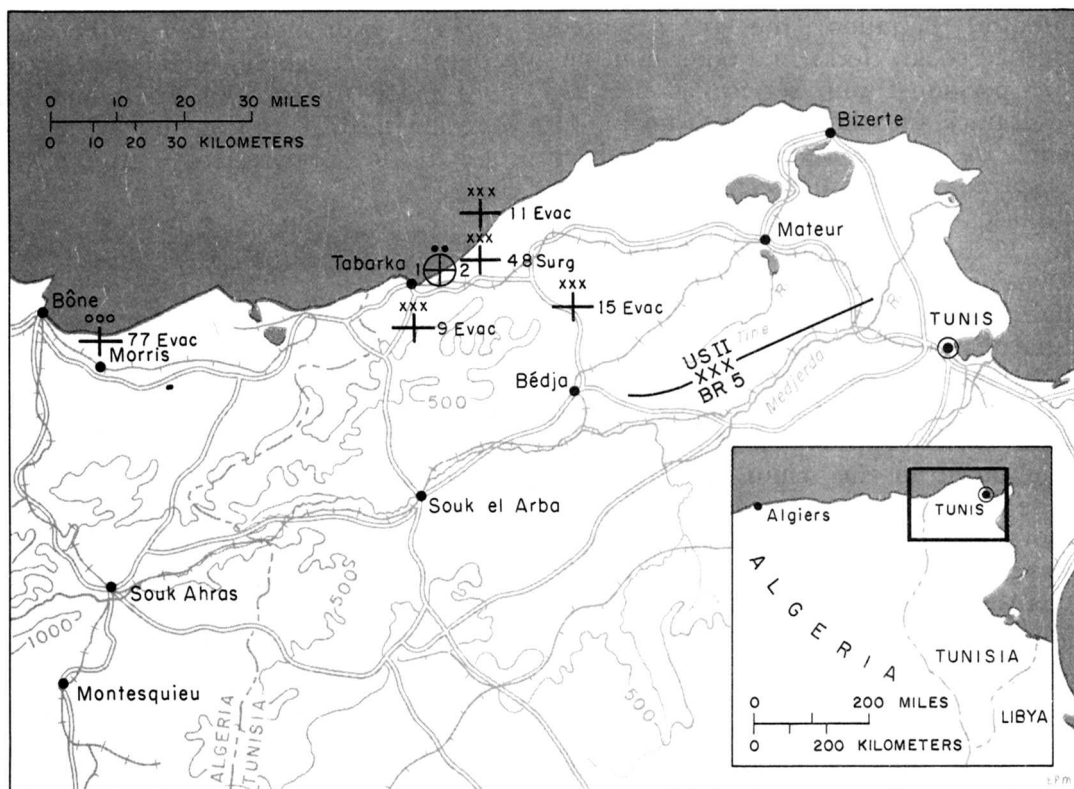 0 10 20 30 MILES
0 10 20 30 KILOMETERS
Bizerte
xxx
11 Evac
xxx
Mateur
48 Surg
Tabarka 1 2
xxx
15 Evac
R.
R.
Bône
ooo
77 Evac
xxx
9 Evac
TUNIS
Morris
Tine
US II
XXX
BR 5
Medjerda
500
Bédja
Souk el Arba
TUNIS
Algiers
Souk Ahras
500
1000
ALGERIA
TUNISIA
Montesquieu
500
0 200 MILES
LIBYA
0 200 KILOMETERS
ALGERIA
TUNISIA